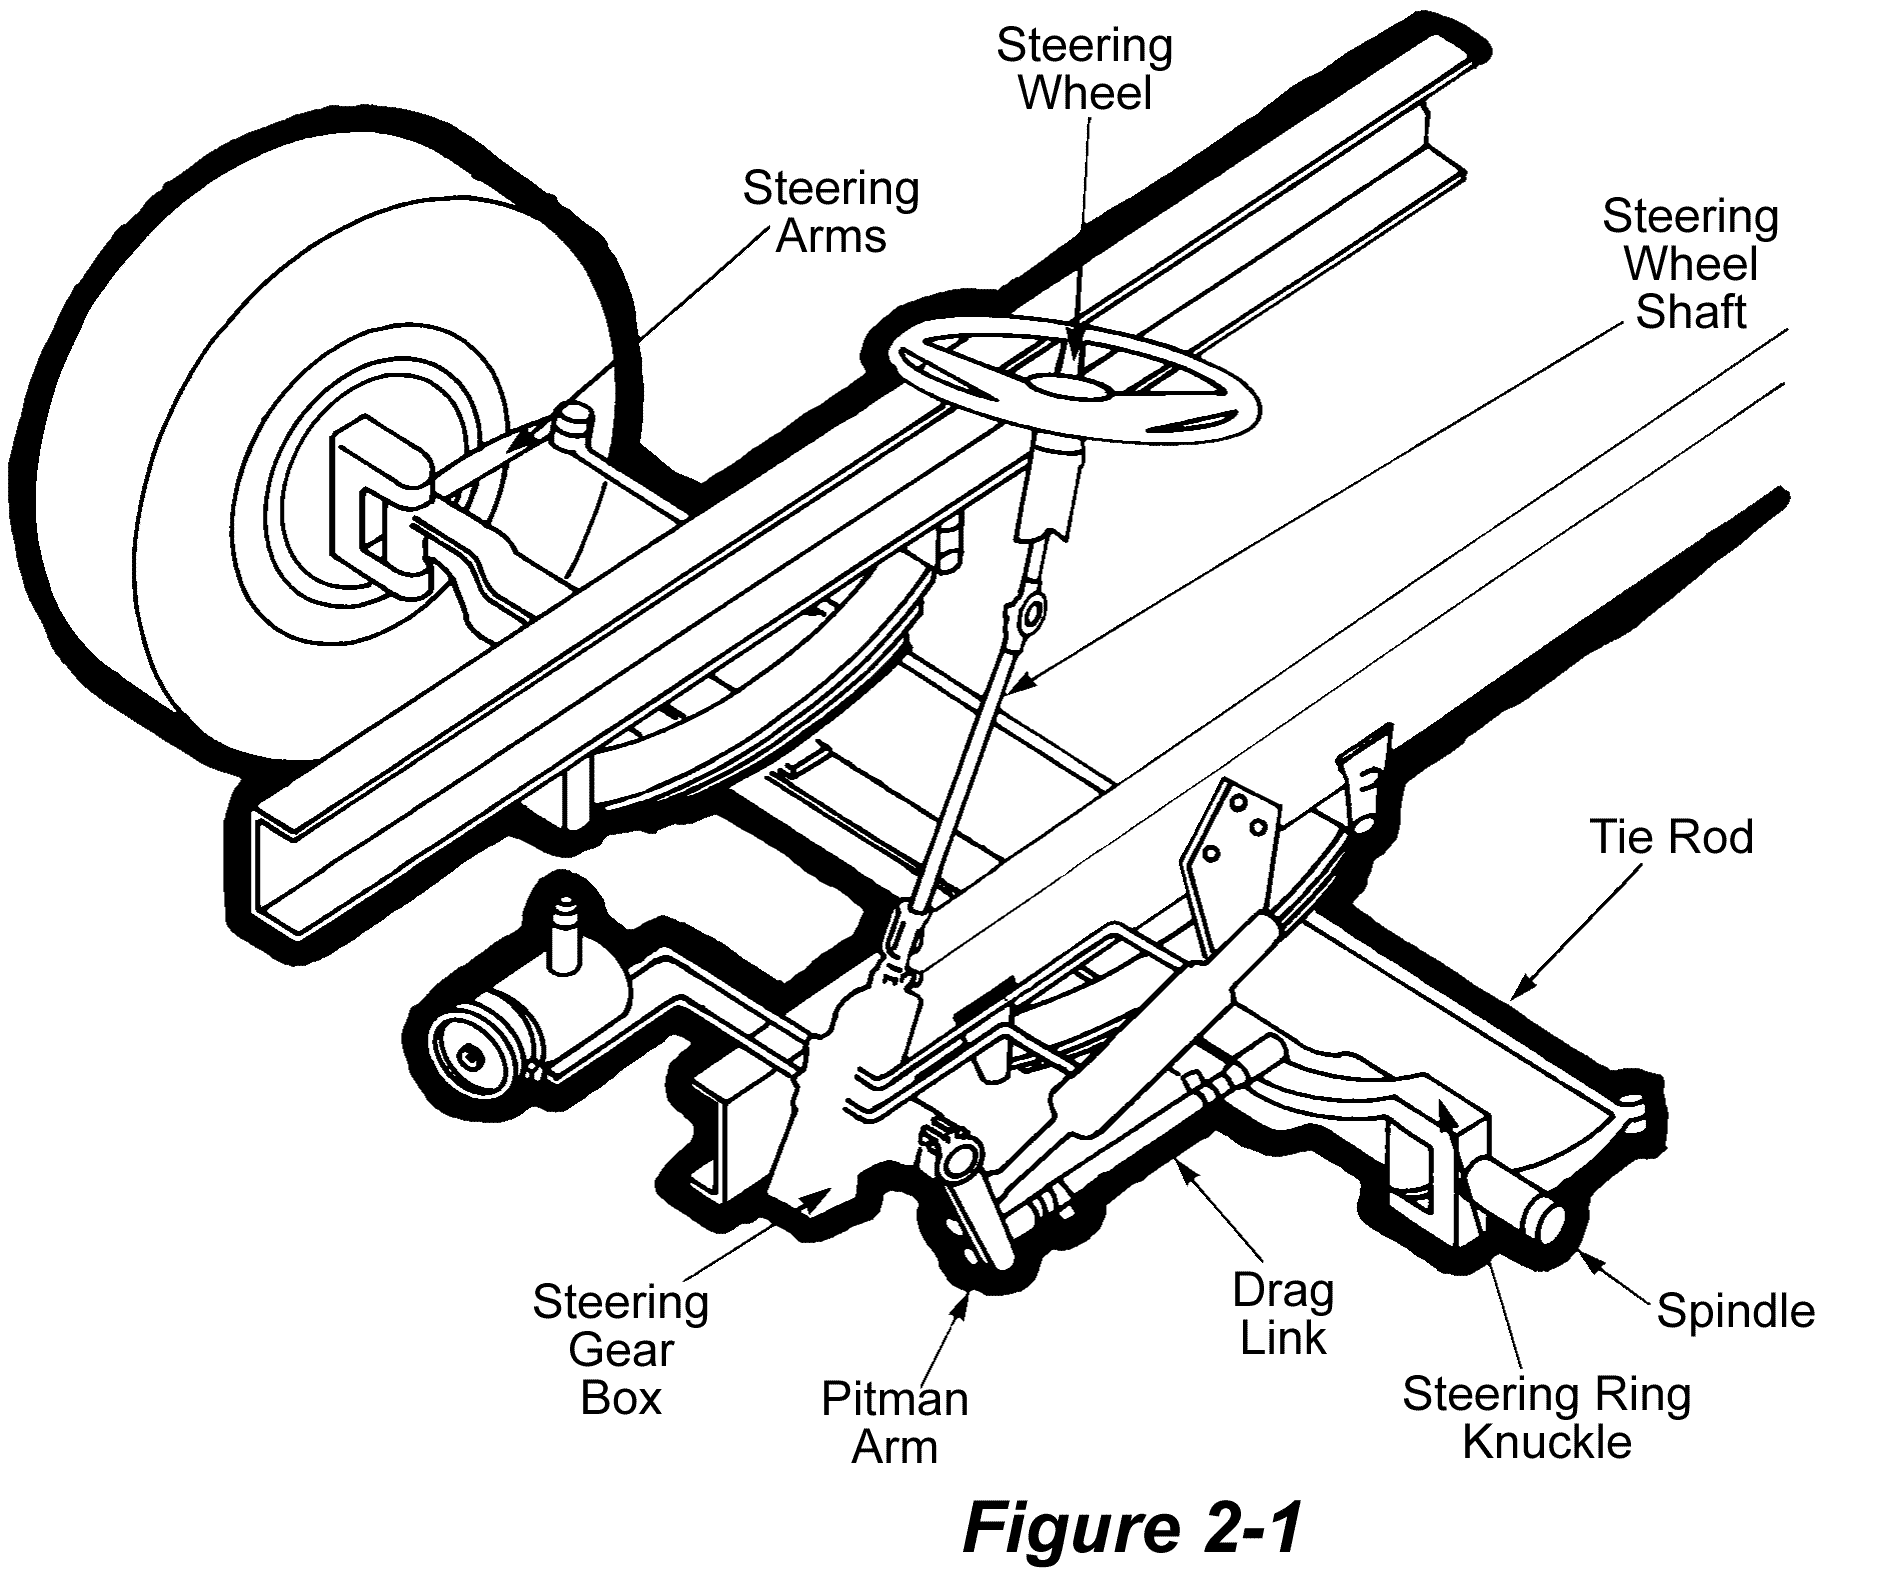 Steering
Wheel
Steering
Arms
Steering
Wheel
Shaft
Tie Rod
Steering
Gear
Box
Pitman
Arm
Drag
Link
Spindle
Steering Ring
Knuckle
Figure 2-1